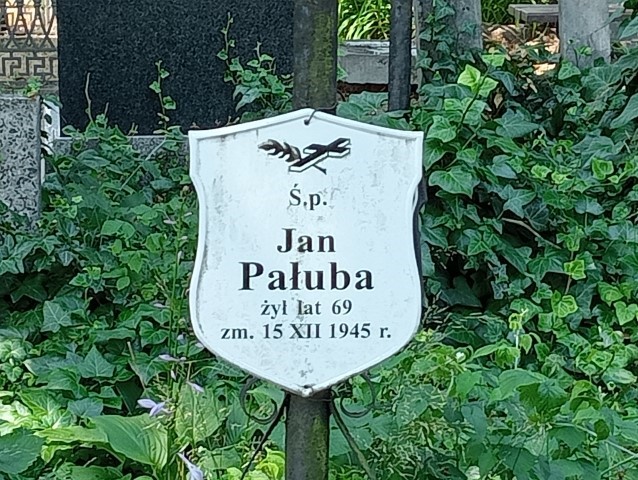 Ś.p.
Jan
Pałuba
żył lat 69
zm. 15 XII 1945 r.